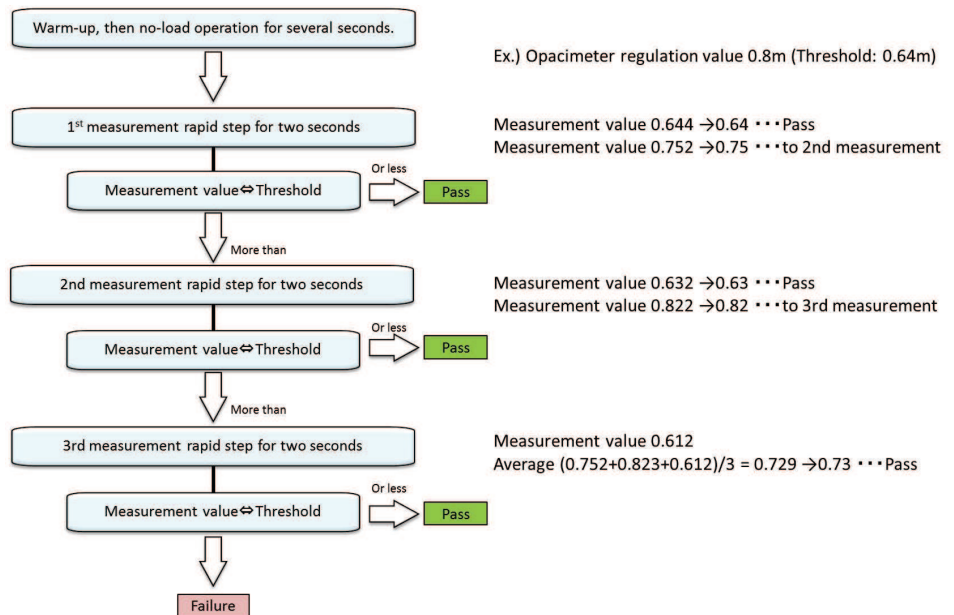 Warm-up, then no-load operation for several seconds.
Ex.) Opacimeter regulation value 0.8m (Threshold: 0.64m)
1st measurement rapid step for two seconds
Measurement value 0.644 →0.64 ･･･Pass
Measurement value 0.752 →0.75 ･･･to 2nd measurement
Measurement value⇔Threshold
Or less
Pass
More than
2nd measurement rapid step for two seconds
Measurement value 0.632 →0.63 ･･･Pass
Measurement value 0.822 →0.82 ･･･to 3rd measurement
Measurement value⇔Threshold
Or less
Pass
More than
3rd measurement rapid step for two seconds
Measurement value 0.612
Average (0.752+0.823+0.612)/3 = 0.729 →0.73 ･･･Pass
Measurement value⇔Threshold
Or less
Pass
Failure